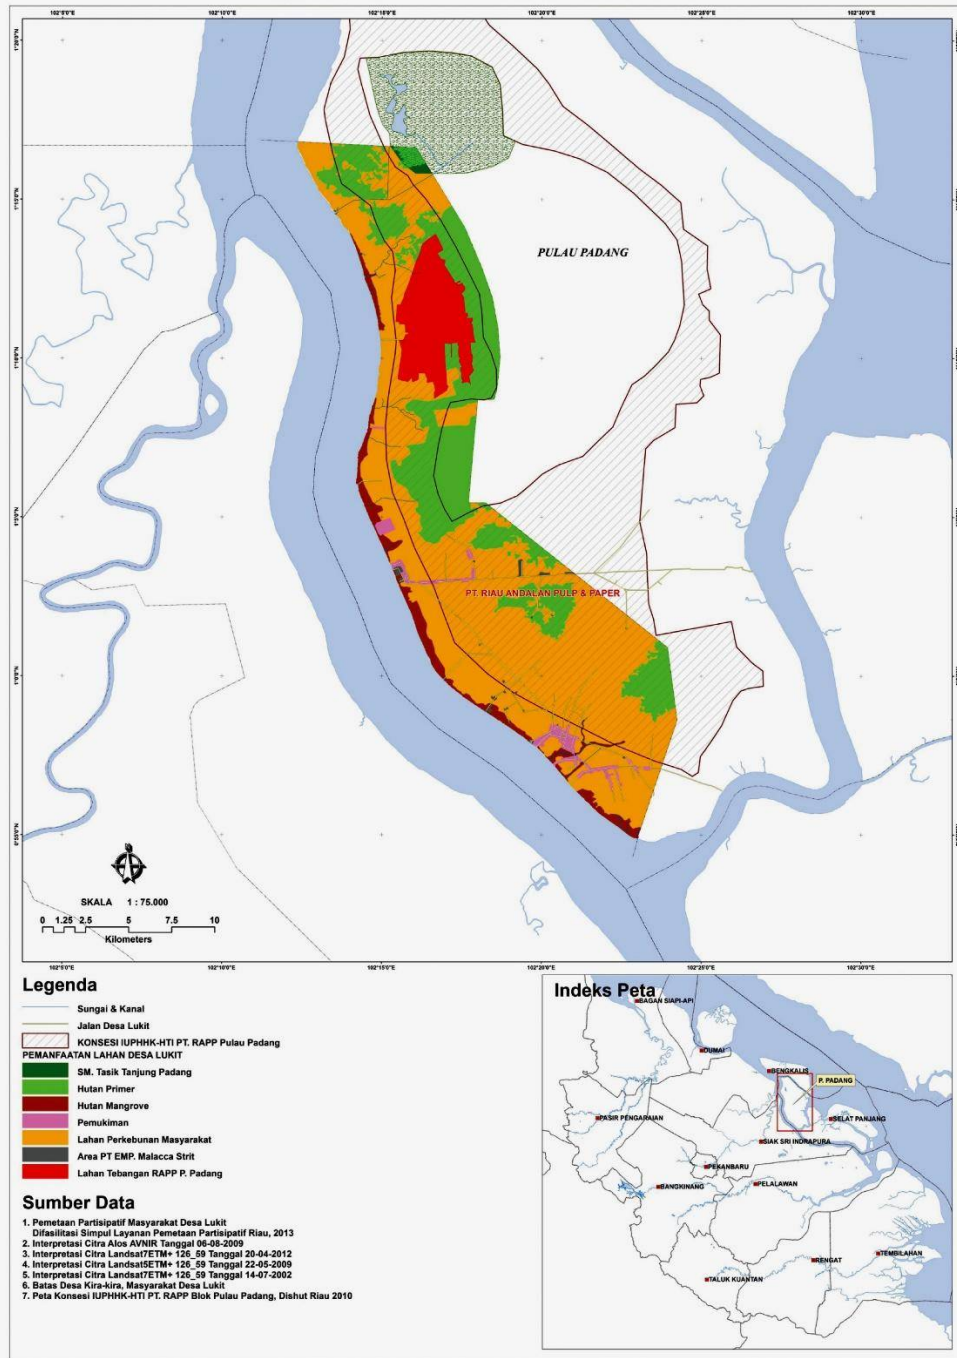 102°5'0"E 102°10'0"E 102°15'0"E 102°20'0"E 102°25'0"E 102°30'0"E
PULAU PADANG
PT. RIAU ANDALAN PULP & PAPER
SKALA 1 : 75.000
0 1.25 2.5 5 7.5 10
Kilometers
102°5'0"E 102°10'0"E 102°15'0"E 102°20'0"E 102°25'0"E 102°30'0"E
Legenda
Sungai & Kanal
Jalan Desa Lukit
KONSESI IUPHHK-HTI PT. RAPP Pulau Padang
PEMANFAATAN LAHAN DESA LUKIT
SM. Tasik Tanjung Padang
Hutan Primer
Hutan Mangrove
Pemukiman
Lahan Perkebunan Masyarakat
Area PT EMP. Malacca Strit
Lahan Tebangan RAPP P. Padang
Sumber Data
1. Pemetaan Partisipatif Masyarakat Desa Lukit
Difasilitasi Simpul Layanan Pemetaan Partisipatif Riau, 2013
2. Interpretasi Citra Alos AVNIR Tanggal 06-08-2009
3. Interpretasi Citra Landsat7ETM+ 126_59 Tanggal 20-04-2012
4. Interpretasi Citra Landsat5ETM+ 126_59 Tanggal 22-05-2009
5. Interpretasi Citra Landsat7ETM+ 126_59 Tanggal 14-07-2002
6. Batas Desa Kira-kira, Masyarakat Desa Lukit
7. Peta Konsesi IUPHHK-HTI PT. RAPP Blok Pulau Padang, Dishut Riau 2010
Indeks Peta
BAGAN SIAPI-API
DUMAI
BENGKALIS
P. PADANG
PASIR PENGARAIAN
SELAT PANJANG
SIAK SRI INDRAPURA
PEKANBARU
BANGKINANG
PELALAWAN
TEMBILAHAN
RENGAT
TALUK KUANTAN